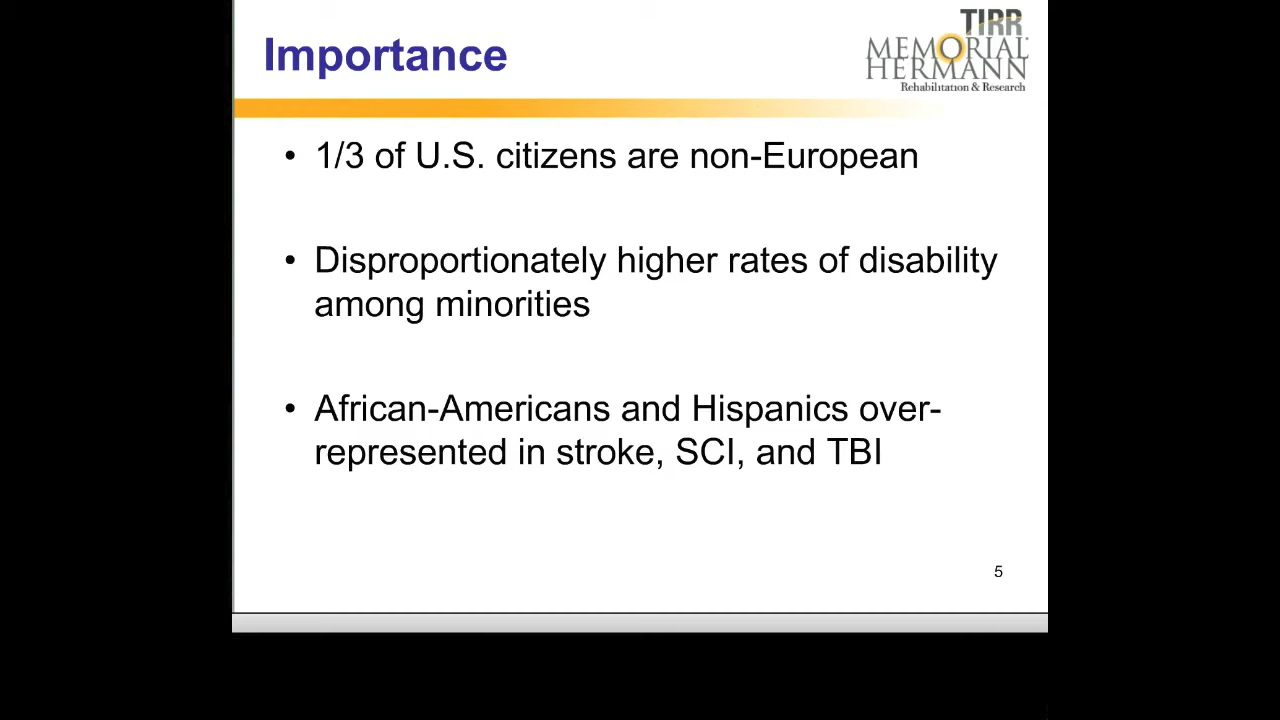 TIRR
MEMORIAL
HERMANN
Rehabilitation & Research
Importance
• 1/3 of U.S. citizens are non-European
• Disproportionately higher rates of disability
among minorities
• African-Americans and Hispanics over-
represented in stroke, SCI, and TBI
5